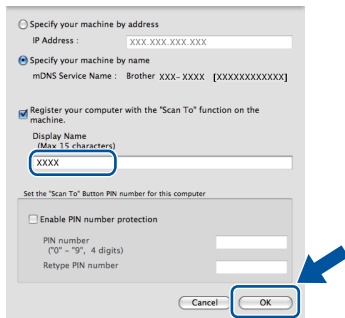 Specify your machine by address
IP Address : XXX.XXX.XXX.XXX
Specify your machine by name
mDNS Service Name : Brother XXX-XXXX [XXXXXXXXXXXX]
Register your computer with the "Scan To" function on the
machine.
Display Name
(Max 15 characters)
XXXX
Set the "Scan To" Button PIN number for this computer
Enable PIN number protection
PIN number
("0" - "9", 4 digits)
Retype PIN number
Cancel OK